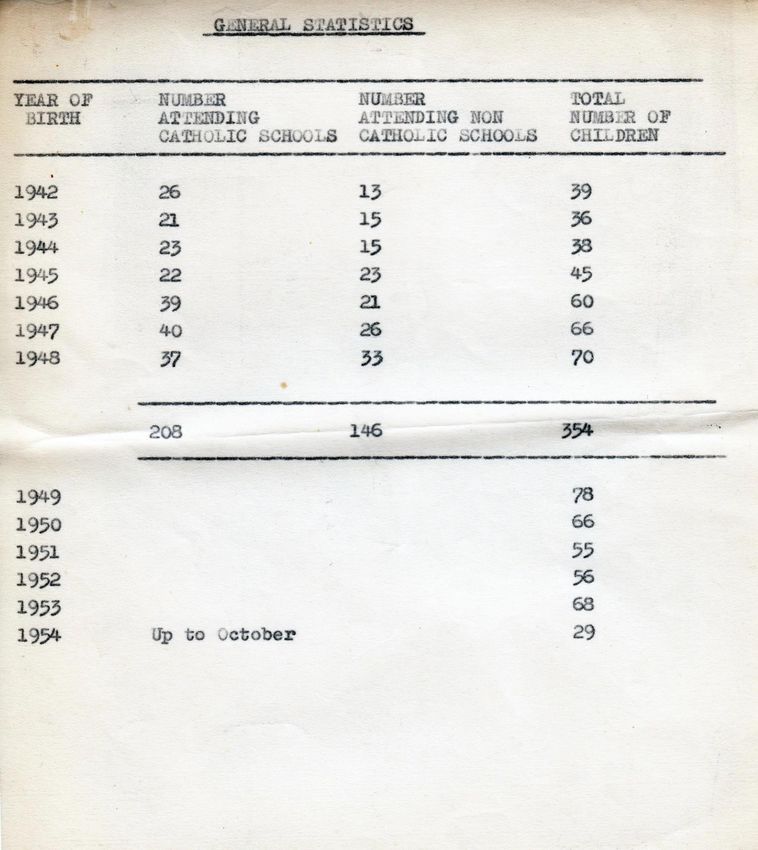 GENERAL STATISTICS
YEAR OF NUMBER NUMBER TOTAL
BIRTH ATTENDING ATTENDING NON NUMBER OF
CATHOLIC SCHOOLS CATHOLIC SCHOOLS CHILDREN
1942 26 13 39
1943 21 15 36
1944 23 15 38
1945 22 23 45
1946 39 21 60
1947 40 26 66
1948 37 33 70
208 146 354
1949 78
1950 66
1951 55
1952 56
1953 68
1954 Up to October 29